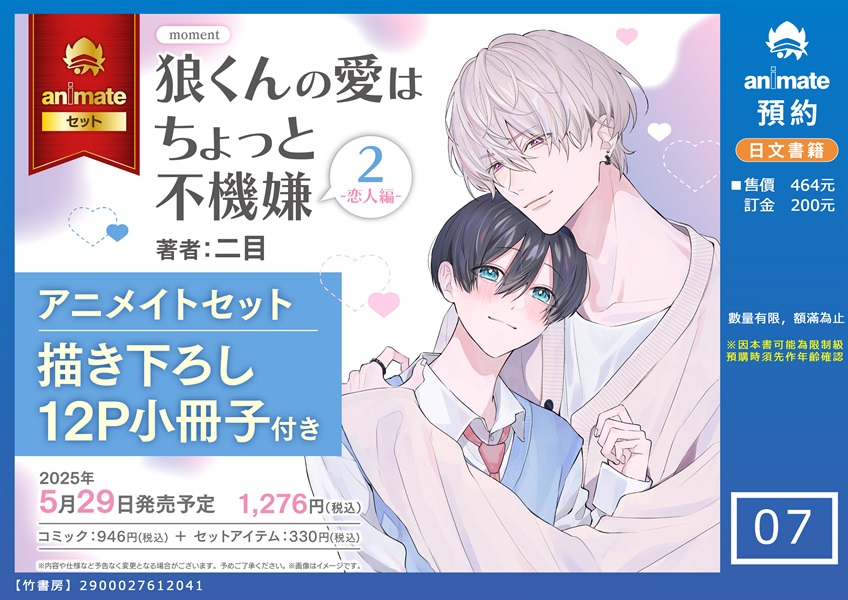 animate
セット
moment
狼くんの愛は
ちょっと
不機嫌
2
-恋人編-
著者:二目
アニメイトセット
描き下ろし
12P小冊子付き
2025年
5月29日発売予定 1,276円(税込)
コミック:946円(税込) + セットアイテム:330円(税込)
※内容や仕様など予告なく変更となる場合がございます。予めご了承ください。※画像はイメージです。
【竹書房】2900027612041
animate
預約
日文書籍
■售價 464元
訂金 200元
數量有限，額滿為止
※因本書可能為限制級
預購時須先作年齡確認
07